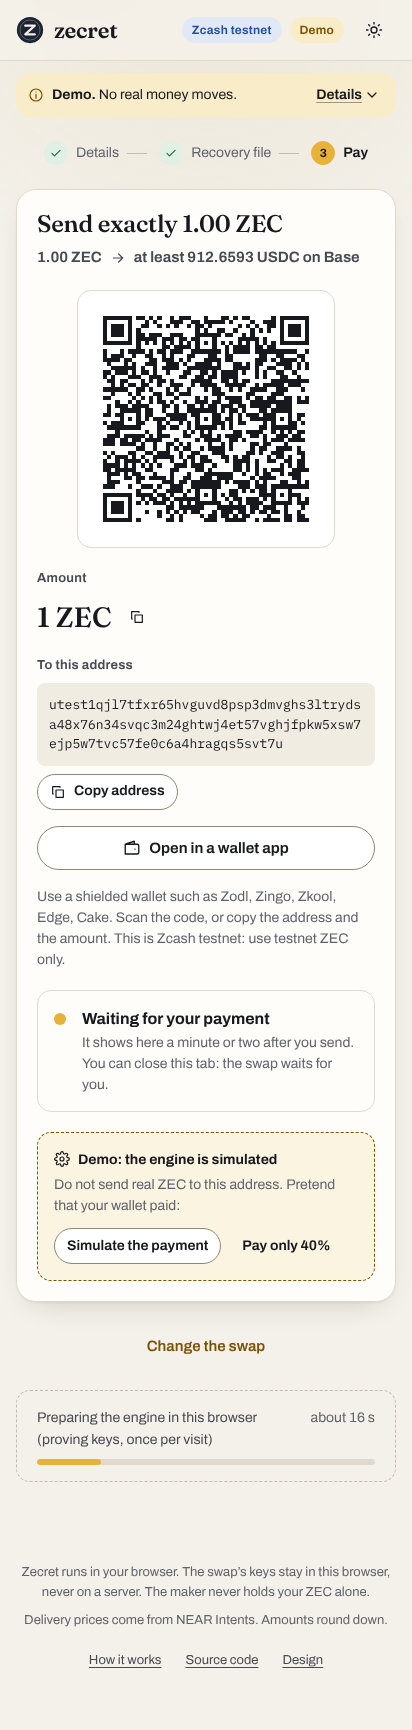 zecret
Zcash testnet
Demo
Demo. No real money moves.
Details
Details
Recovery file
3
Pay
Send exactly 1.00 ZEC
1.00 ZEC → at least 912.6593 USDC on Base
Amount
1 ZEC
To this address
utest1qjl7tfxr65hvguvd8psp3dmvghs3ltryds
a48x76n34svqc3m24ghtwj4et57vghjfpkw5xsw7
ejp5w7tvc57fe0c6a4hragqs5svt7u
Copy address
Open in a wallet app
Use a shielded wallet such as Zodl, Zingo, Zkool,
Edge, Cake. Scan the code, or copy the address and
the amount. This is Zcash testnet: use testnet ZEC
only.
Waiting for your payment
It shows here a minute or two after you send.
You can close this tab: the swap waits for
you.
Demo: the engine is simulated
Do not send real ZEC to this address. Pretend
that your wallet paid:
Simulate the payment
Pay only 40%
Change the swap
Preparing the engine in this browser
(proving keys, once per visit)
about 16 s
Zecret runs in your browser. The swap's keys stay in this browser,
never on a server. The maker never holds your ZEC alone.
Delivery prices come from NEAR Intents. Amounts round down.
How it works
Source code
Design